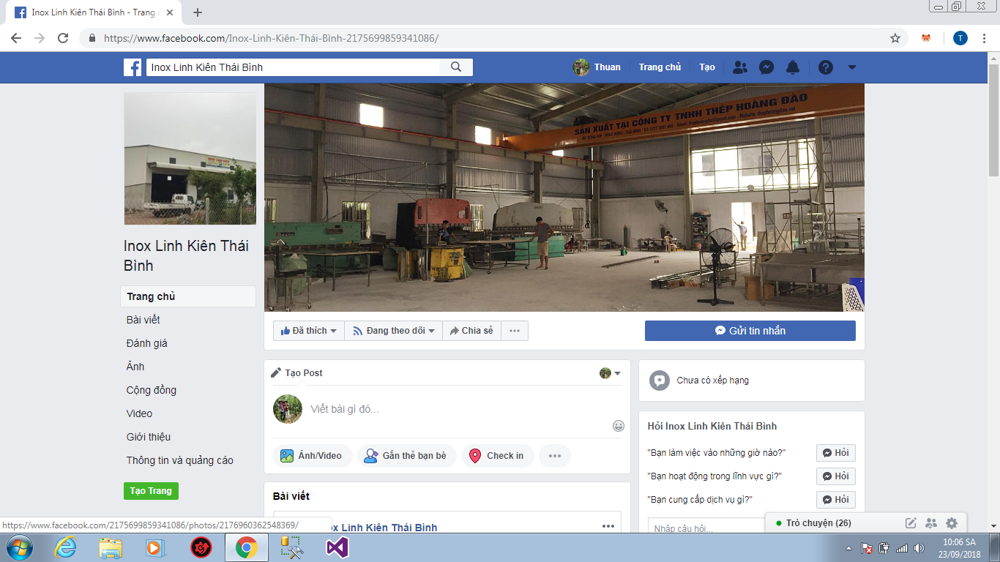 Inox Linh Kiên Thái Bình - Trang c
https://www.facebook.com/Inox-Linh-Kiên-Thái-Bình-2175699859341086/
T
Inox Linh Kiên Thái Bình
Thuan
Trang chủ
Tạo
SẢN XUẤT TẠI CÔNG TY TNHH THÉP HOÀNG ĐÀO
INOX LINH KIÊN
Inox Linh Kiên Thái
Bình
Trang chủ
Bài viết
Đánh giá
Ảnh
Cộng đồng
Video
Giới thiệu
Thông tin và quảng cáo
Tạo Trang
Đã thích
Đang theo dõi
Chia sẻ
Gửi tin nhắn
Tạo Post
Viết bài gì đó...
Ảnh/Video
Gắn thẻ bạn bè
Check in
Bài viết
x Linh Kiên Thái Bình
Chưa có xếp hạng
Hỏi Inox Linh Kiên Thái Bình
"Bạn làm việc vào những giờ nào?" Hỏi
"Bạn hoạt động trong lĩnh vực gì?" Hỏi
"Bạn cung cấp dịch vụ gì?" Hỏi
Nhập câu hỏi...
Trò chuyện (26)
https://www.facebook.com/2175699859341086/photos/2176960362548369/
10:06 SA
23/09/2018